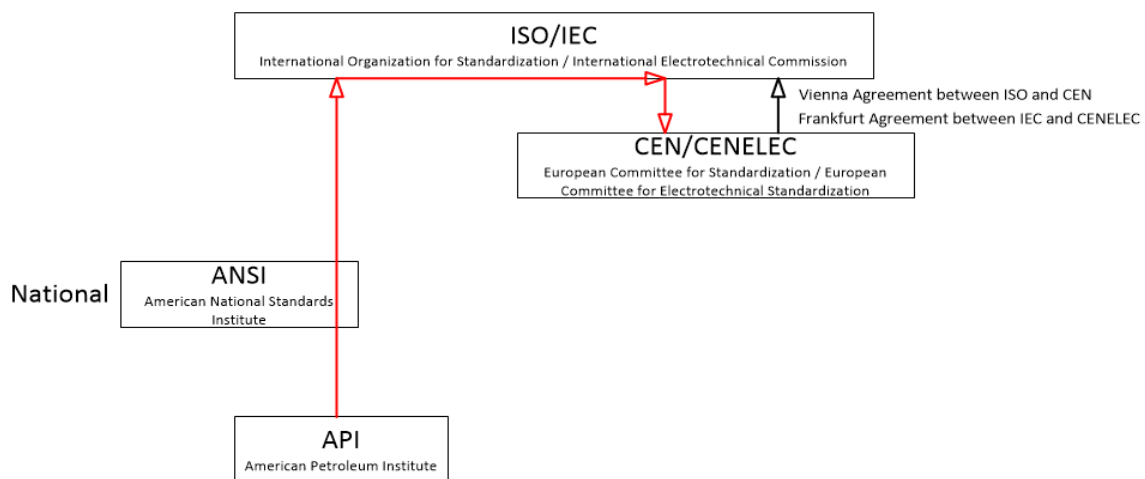 ISO/IEC
International Organization for Standardization / International Electrotechnical Commission
Vienna Agreement between ISO and CEN
Frankfurt Agreement between IEC and CENELEC
CEN/CENELEC
European Committee for Standardization / European
Committee for Electrotechnical Standardization
National
ANSI
American National Standards
Institute
API
American Petroleum Institute